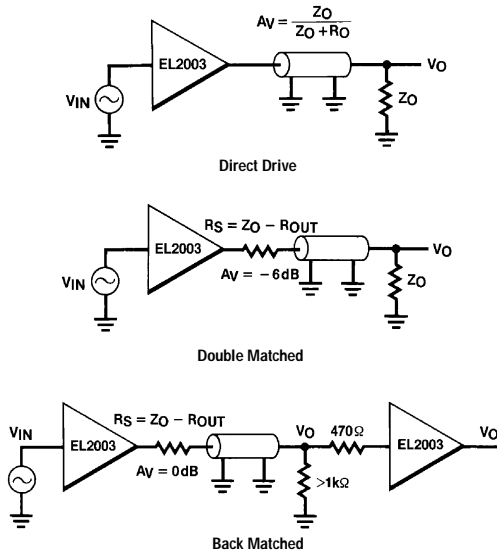 AV = ZO / ZO + RO
EL2003
VIN
VO
ZO
Direct Drive
RS = ZO – ROUT
EL2003
VO
VIN
AV = –6dB
ZO
Double Matched
RS = ZO – ROUT
VIN
VO
470Ω
EL2003
EL2003
VO
AV = 0dB
>1kΩ
Back Matched